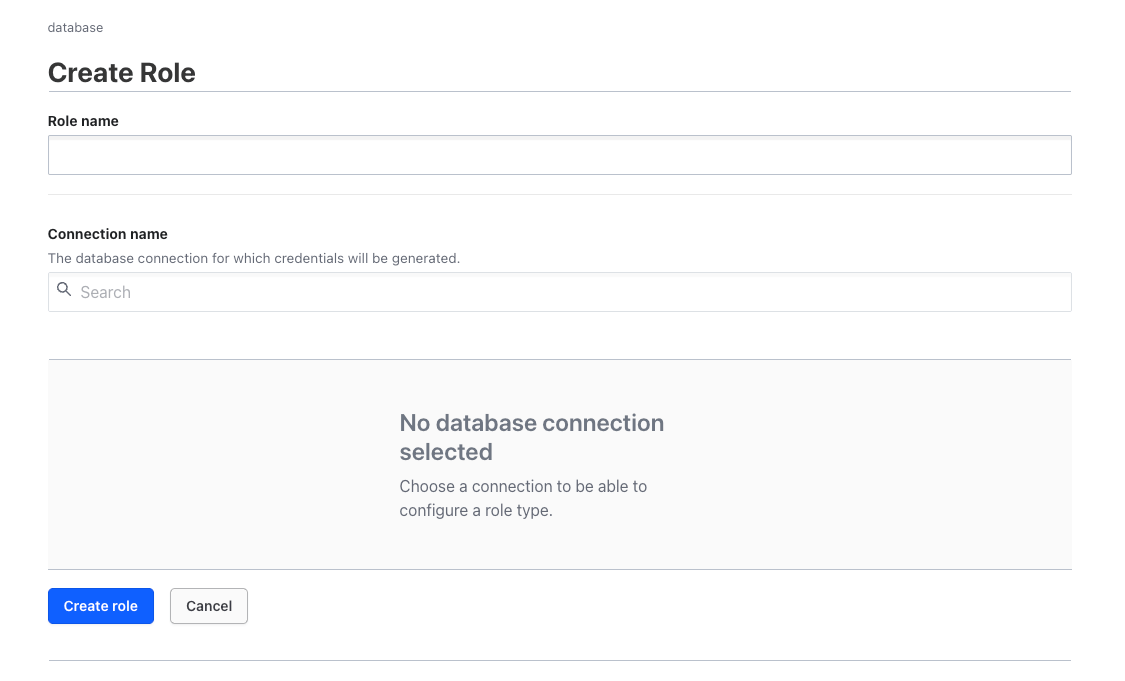 database
Create Role
Role name
Connection name
The database connection for which credentials will be generated.
Search
No database connection
selected
Choose a connection to be able to
configure a role type.
Create role
Cancel